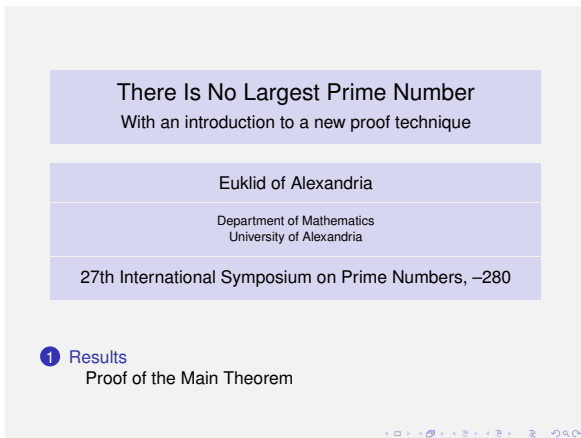 There Is No Largest Prime Number
With an introduction to a new proof technique
Euklid of Alexandria
Department of Mathematics
University of Alexandria
27th International Symposium on Prime Numbers, –280
1 Results
Proof of the Main Theorem